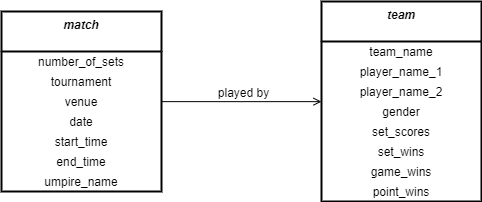 match
number_of_sets
tournament
venue
date
start_time
end_time
umpire_name
played by
team
team_name
player_name_1
player_name_2
gender
set_scores
set_wins
game_wins
point_wins